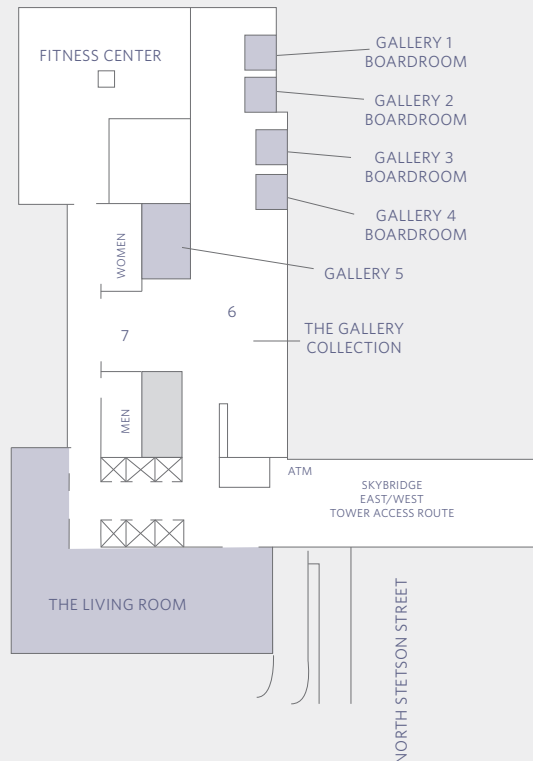 FITNESS CENTER
GALLERY 1
BOARDROOM
GALLERY 2
BOARDROOM
GALLERY 3
BOARDROOM
GALLERY 4
BOARDROOM
WOMEN
GALLERY 5
6
7
THE GALLERY
COLLECTION
MEN
ATM
SKYBRIDGE
EAST/WEST
TOWER ACCESS ROUTE
THE LIVING ROOM
NORTH STETSON STREET